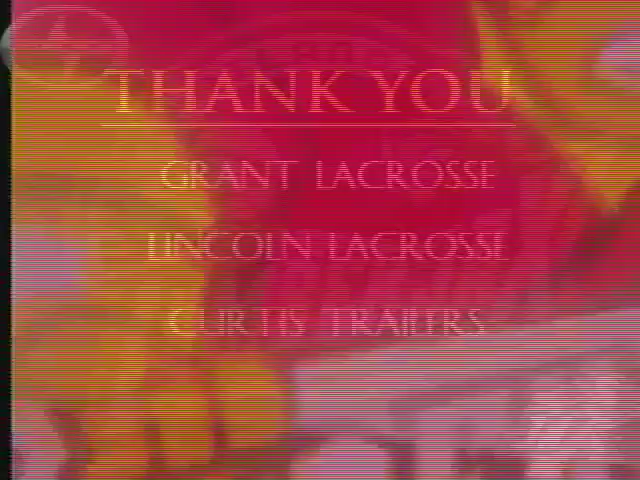 THANK YOU
GRANT LACROSSE
LINCOLN LACROSSE
CURTIS TRAILERS